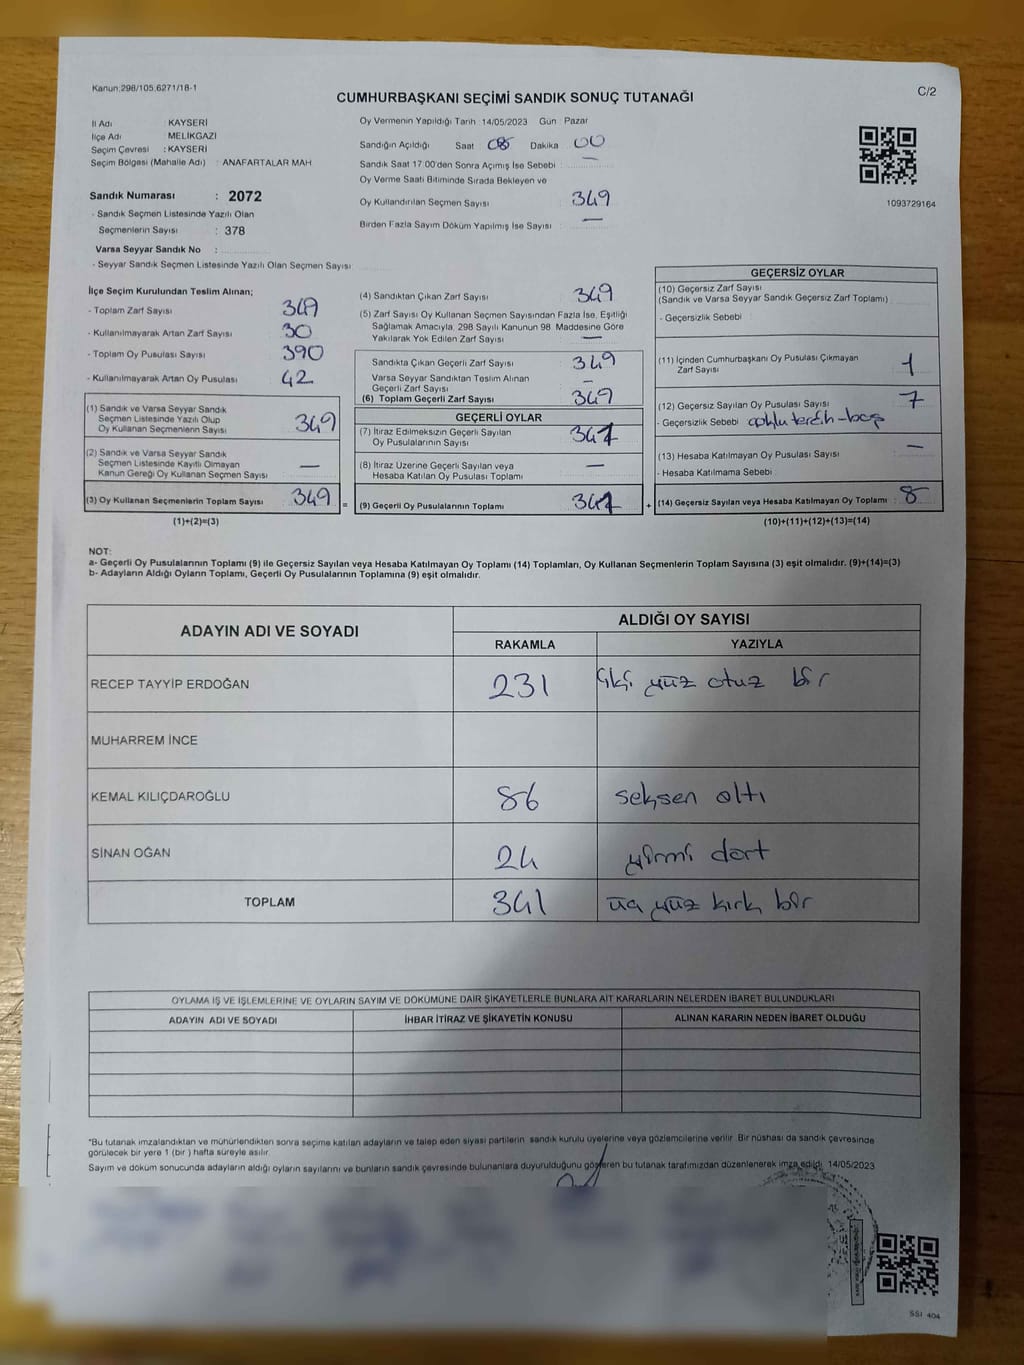 Kanun:298/105,6271/18-1
C/2
CUMHURBAŞKANI SEÇİMİ SANDIK SONUÇ TUTANAĞI
İl Adı : KAYSERİ
İlçe Adı : MELİKGAZİ
Seçim Çevresi : KAYSERİ
Seçim Bölgesi (Mahalle Adı) : ANAFARTALAR MAH
Sandık Numarası : 2072
- Sandık Seçmen Listesinde Yazılı Olan
Seçmenlerin Sayısı : 378
Varsa Seyyar Sandık No :
- Seyyar Sandık Seçmen Listesinde Yazılı Olan Seçmen Sayısı:
Oy Vermenin Yapıldığı Tarih :14/05/2023 Gün : Pazar
Sandığın Açıldığı Saat 08 Dakika 00
Sandık Saat 17:00'den Sonra Açımış İse Sebebi : —
Oy Verme Saati Bitiminde Sırada Bekleyen ve
Oy Kullandırılan Seçmen Sayısı 349
Birden Fazla Sayım Döküm Yapılmış İse Sayısı —
1093729164
İlçe Seçim Kurulundan Teslim Alınan;
- Toplam Zarf Sayısı 349
- Kullanılmayarak Artan Zarf Sayısı 30
- Toplam Oy Pusulası Sayısı 390
- Kullanılmayarak Artan Oy Pusulası 42
(1) Sandık ve Varsa Seyyar Sandık
Seçmen Listesinde Yazılı Olup
Oy Kullanan Seçmenlerin Sayısı 349
(2) Sandık ve Varsa Seyyar Sandık
Seçmen Listesinde Kayıtlı Olmayan
Kanun Gereği Oy Kullanan Seçmen Sayısı —
(3) Oy Kullanan Seçmenlerin Toplam Sayısı 349 =
(1)+(2)=(3)
(4) Sandıktan Çıkan Zarf Sayısı 349
(5) Zarf Sayısı Oy Kullanan Seçmen Sayısından Fazla İse, Eşitliği
Sağlamak Amacıyla, 298 Sayılı Kanunun 98. Maddesine Göre
Yakılarak Yok Edilen Zarf Sayısı —
Sandıkta Çıkan Geçerli Zarf Sayısı 349
Varsa Seyyar Sandıktan Teslim Alınan
Geçerli Zarf Sayısı —
(6) Toplam Geçerli Zarf Sayısı 349
GEÇERLİ OYLAR
(7) İtiraz Edilmeksizin Geçerli Sayılan
Oy Pusulalarının Sayısı
(8) İtiraz Üzerine Geçerli Sayılan veya
Hesaba Katılan Oy Pusulası Toplamı —
(9) Geçerli Oy Pusulalarının Toplamı +
GEÇERSİZ OYLAR
(10) Geçersiz Zarf Sayısı
(Sandık ve Varsa Seyyar Sandık Geçersiz Zarf Toplamı)
- Geçersizlik Sebebi
(11) İçinden Cumhurbaşkanı Oy Pusulası Çıkmayan
Zarf Sayısı 1
(12) Geçersiz Sayılan Oy Pusulası Sayısı 7
- Geçersizlik Sebebi
(13) Hesaba Katılmayan Oy Pusulası Sayısı —
- Hesaba Katılmama Sebebi
(14) Geçersiz Sayılan veya Hesaba Katılmayan Oy Toplamı 8
(10)+(11)+(12)+(13)=(14)
NOT:
a- Geçerli Oy Pusulalarının Toplamı (9) ile Geçersiz Sayılan veya Hesaba Katılmayan Oy Toplamı (14) Toplamları, Oy Kullanan Seçmenlerin Toplam Sayısına (3) eşit olmalıdır. (9)+(14)=(3)
b- Adayların Aldığı Oyların Toplamı, Geçerli Oy Pusulalarının Toplamına (9) eşit olmalıdır.
ADAYIN ADI VE SOYADI
ALDIĞI OY SAYISI
RAKAMLA YAZIYLA
RECEP TAYYİP ERDOĞAN 231 iki yüz otuz bir
MUHARREM İNCE
KEMAL KILIÇDAROĞLU 86 seksen altı
SİNAN OĞAN 24 yirmi dört
TOPLAM 341 üç yüz kırk bir
OYLAMA İŞ VE İŞLEMLERİNE VE OYLARIN SAYIM VE DÖKÜMÜNE DAİR ŞİKAYETLERLE BUNLARA AİT KARARLARIN NELERDEN İBARET BULUNDUKLARI
ADAYIN ADI VE SOYADI İHBAR İTİRAZ VE ŞİKAYETİN KONUSU ALINAN KARARIN NEDEN İBARET OLDUĞU
*Bu tutanak imzalandıktan ve mühürlendikten sonra seçime katılan adayların ve talep eden siyasi partilerin sandık kurulu üyelerine veya gözlemcilerine verilir. Bir nüshası da sandık çevresinde
görülecek bir yere 1 (bir) hafta süreyle asılır.
Sayım ve döküm sonucunda adayların aldığı oyların sayılarını ve bunların sandık çevresinde bulunanlara duyurulduğunu gösteren bu tutanak tarafımızdan düzenlenerek imza edildi. 14/05/2023
SSI 404